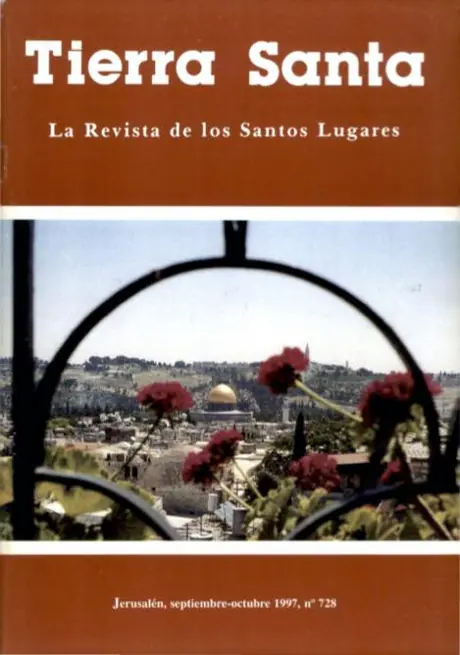 Tierra Santa
La Revista de los Santos Lugares
Jerusalén, septiembre-octubre 1997, nº 728